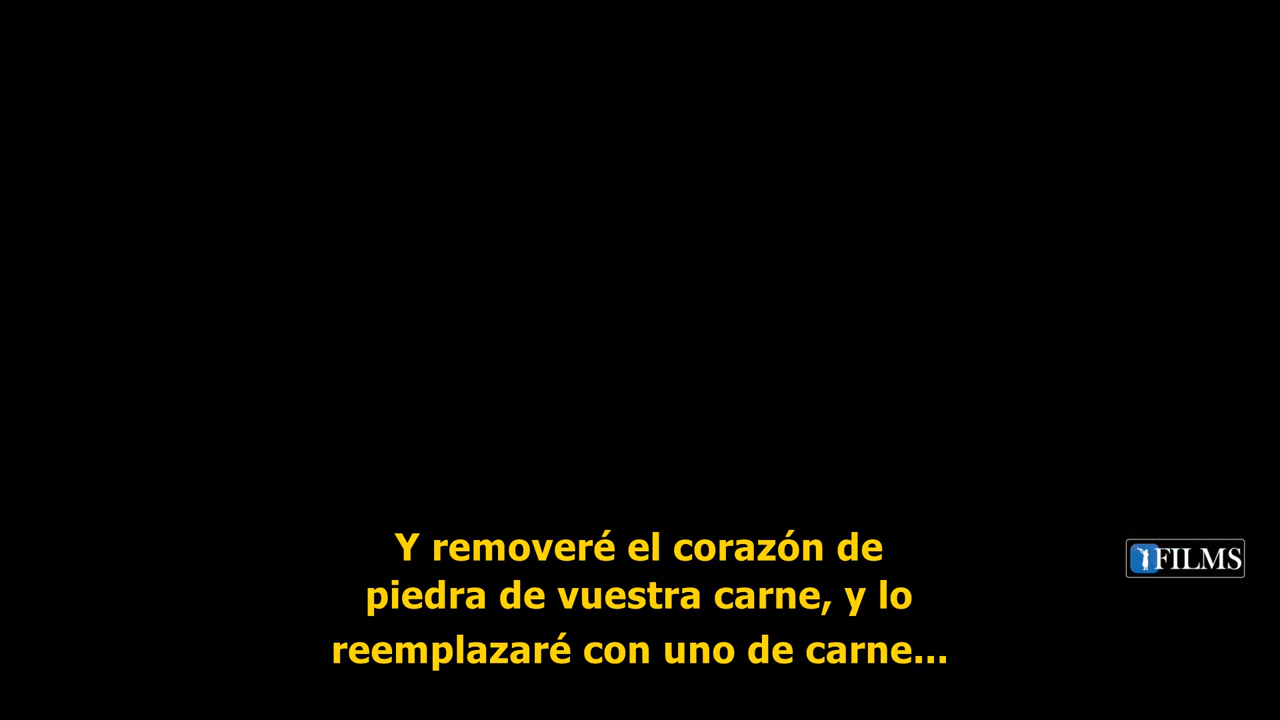 Y removeré el corazón de
piedra de vuestra carne, y lo
reemplazaré con uno de carne...
FILMS